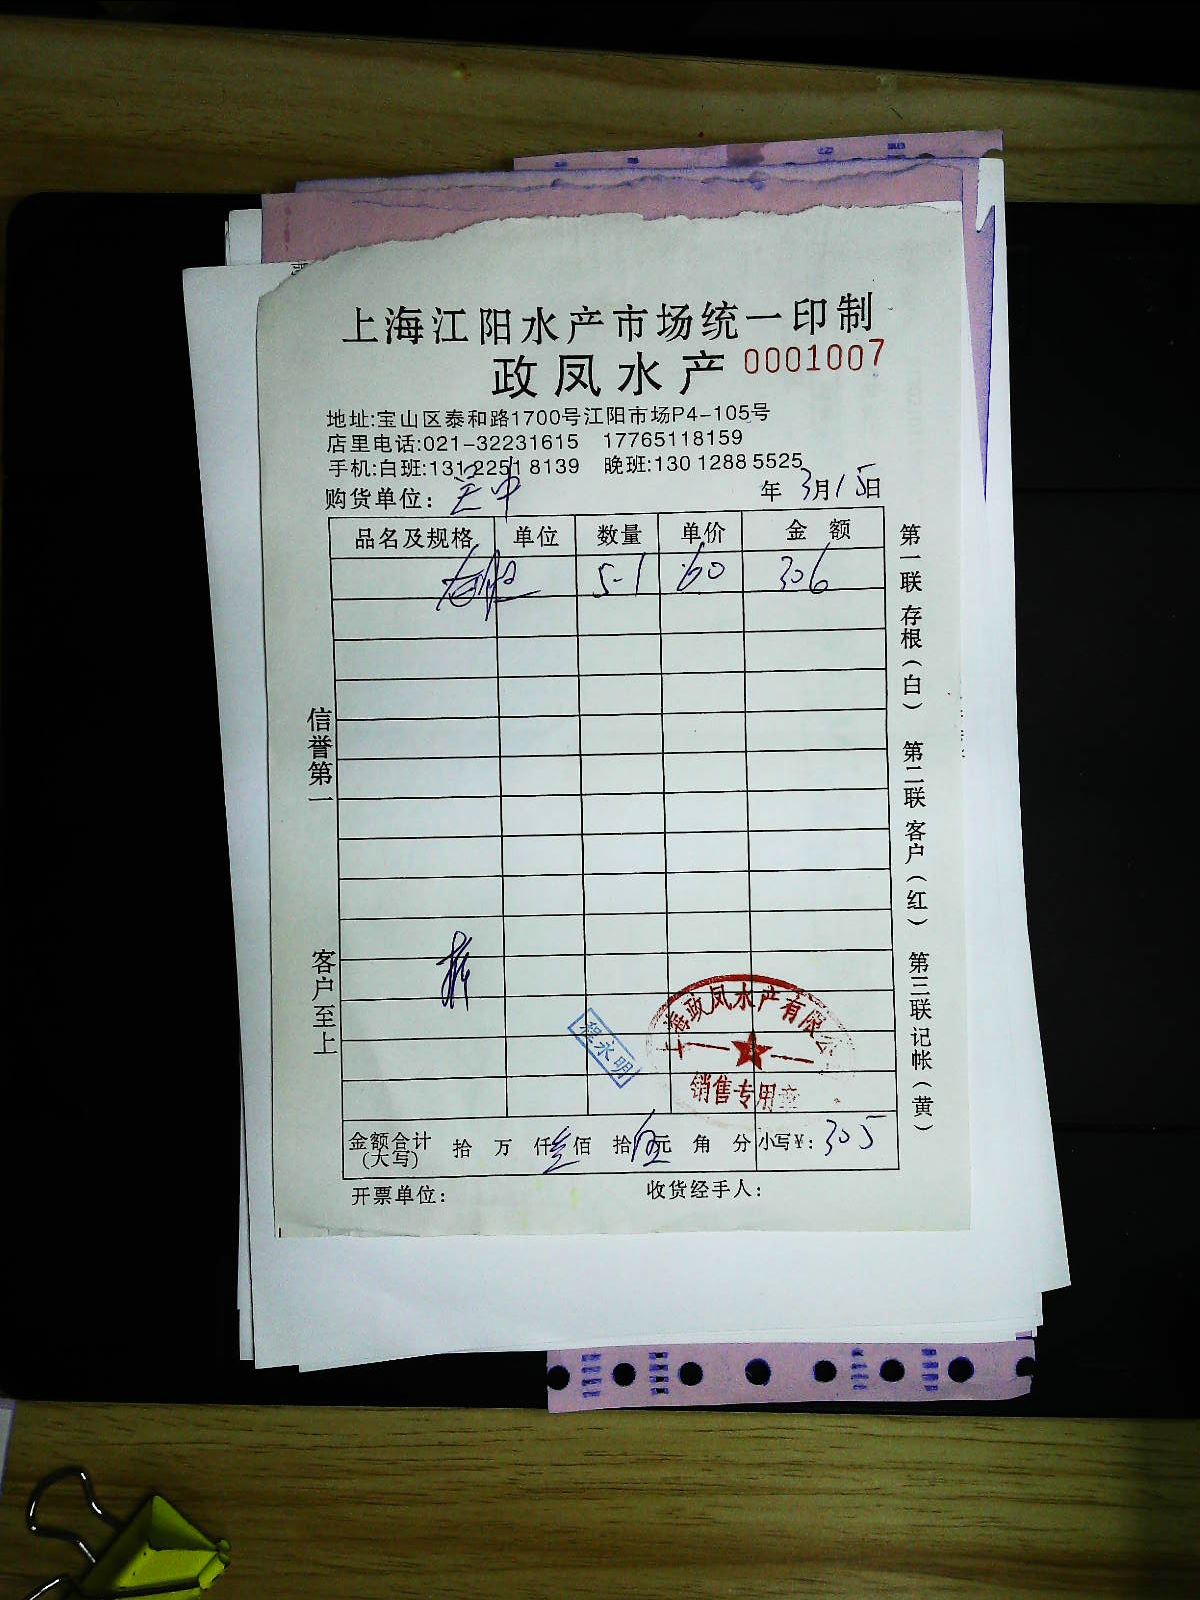 上海江阳水产市场统一印制
政凤水产 0001007
地址:宝山区泰和路1700号江阳市场P4-105号
店里电话:021-32231615 17765118159
手机:白班:131 2251 8139 晚班:130 1288 5525
购货单位: 年3月15日
品名及规格 单位 数量 单价 金额
5-1 60 306
信誉第一
客户至上
第一联 存根(白) 第二联 客户(红) 第三联 记帐(黄)
程永明
上海政凤水产有限公
销售专用章
金额合计(大写) 拾 万 仟叁佰 拾伍元 角 分 小写¥: 305
开票单位: 收货经手人: